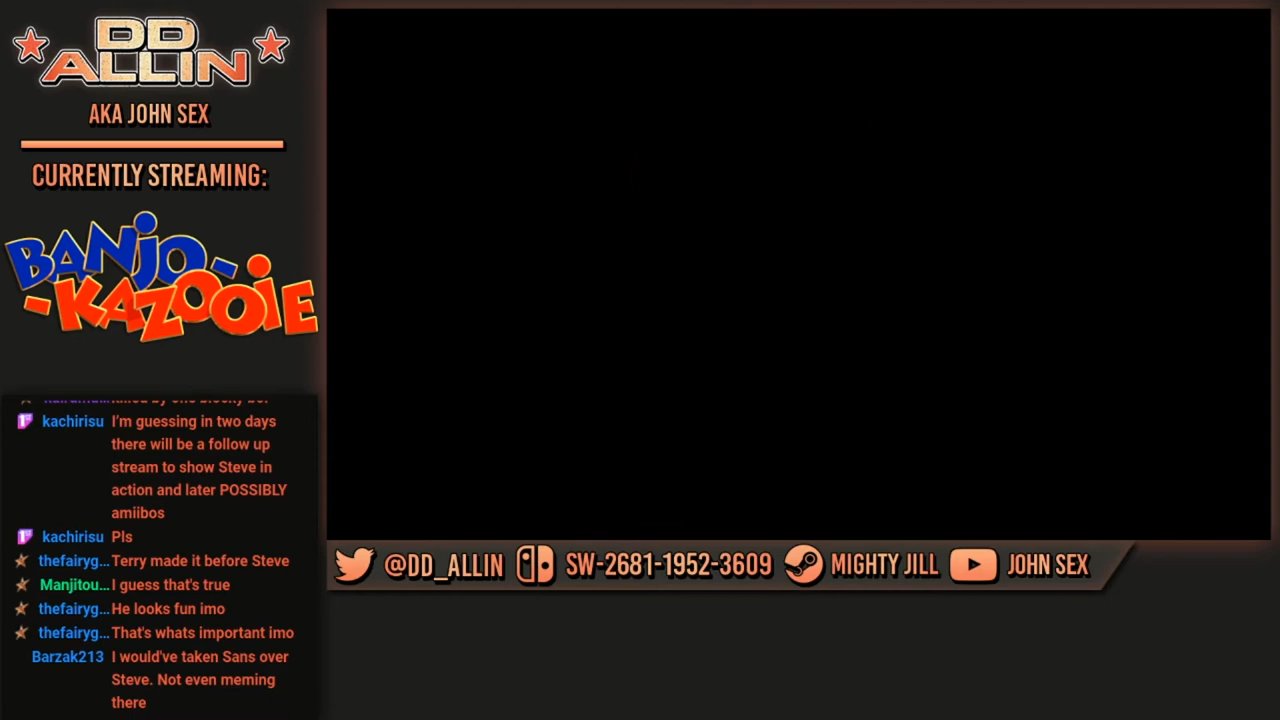 DD
ALLIN
AKA JOHN SEX
CURRENTLY STREAMING:
BANJO-
-KAZOOIE
kachirisu I'm guessing in two days
there will be a follow up
stream to show Steve in
action and later POSSIBLY
amiibos
kachirisu Pls
thefairyg... Terry made it before Steve
Manjitou... I guess that's true
thefairyg... He looks fun imo
thefairyg... That's whats important imo
Barzak213 I would've taken Sans over
Steve. Not even meming
there
@DD_ALLIN SW-2681-1952-3609 MIGHTY JILL JOHN SEX